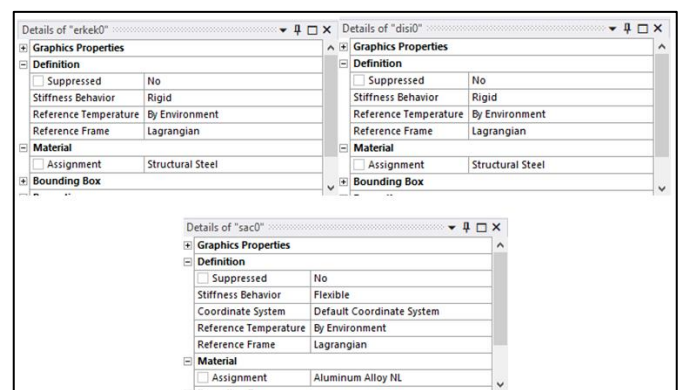 Details of "erkek0"
Graphics Properties
Definition
Suppressed No
Stiffness Behavior Rigid
Reference Temperature By Environment
Reference Frame Lagrangian
Material
Assignment Structural Steel
Bounding Box
Details of "disi0"
Graphics Properties
Definition
Suppressed No
Stiffness Behavior Rigid
Reference Temperature By Environment
Reference Frame Lagrangian
Material
Assignment Structural Steel
Bounding Box
Details of "sac0"
Graphics Properties
Definition
Suppressed No
Stiffness Behavior Flexible
Coordinate System Default Coordinate System
Reference Temperature By Environment
Reference Frame Lagrangian
Material
Assignment Aluminum Alloy NL